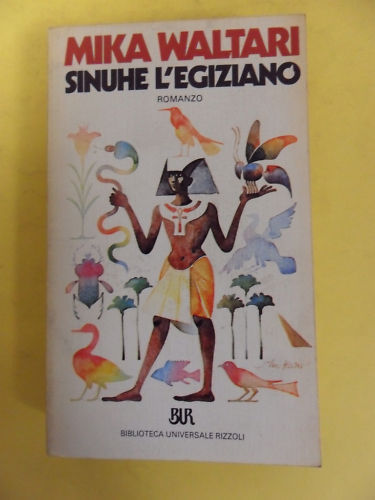 MIKA WALTARI
SINUHE L'EGIZIANO
ROMANZO
BUR
BIBLIOTECA UNIVERSALE RIZZOLI